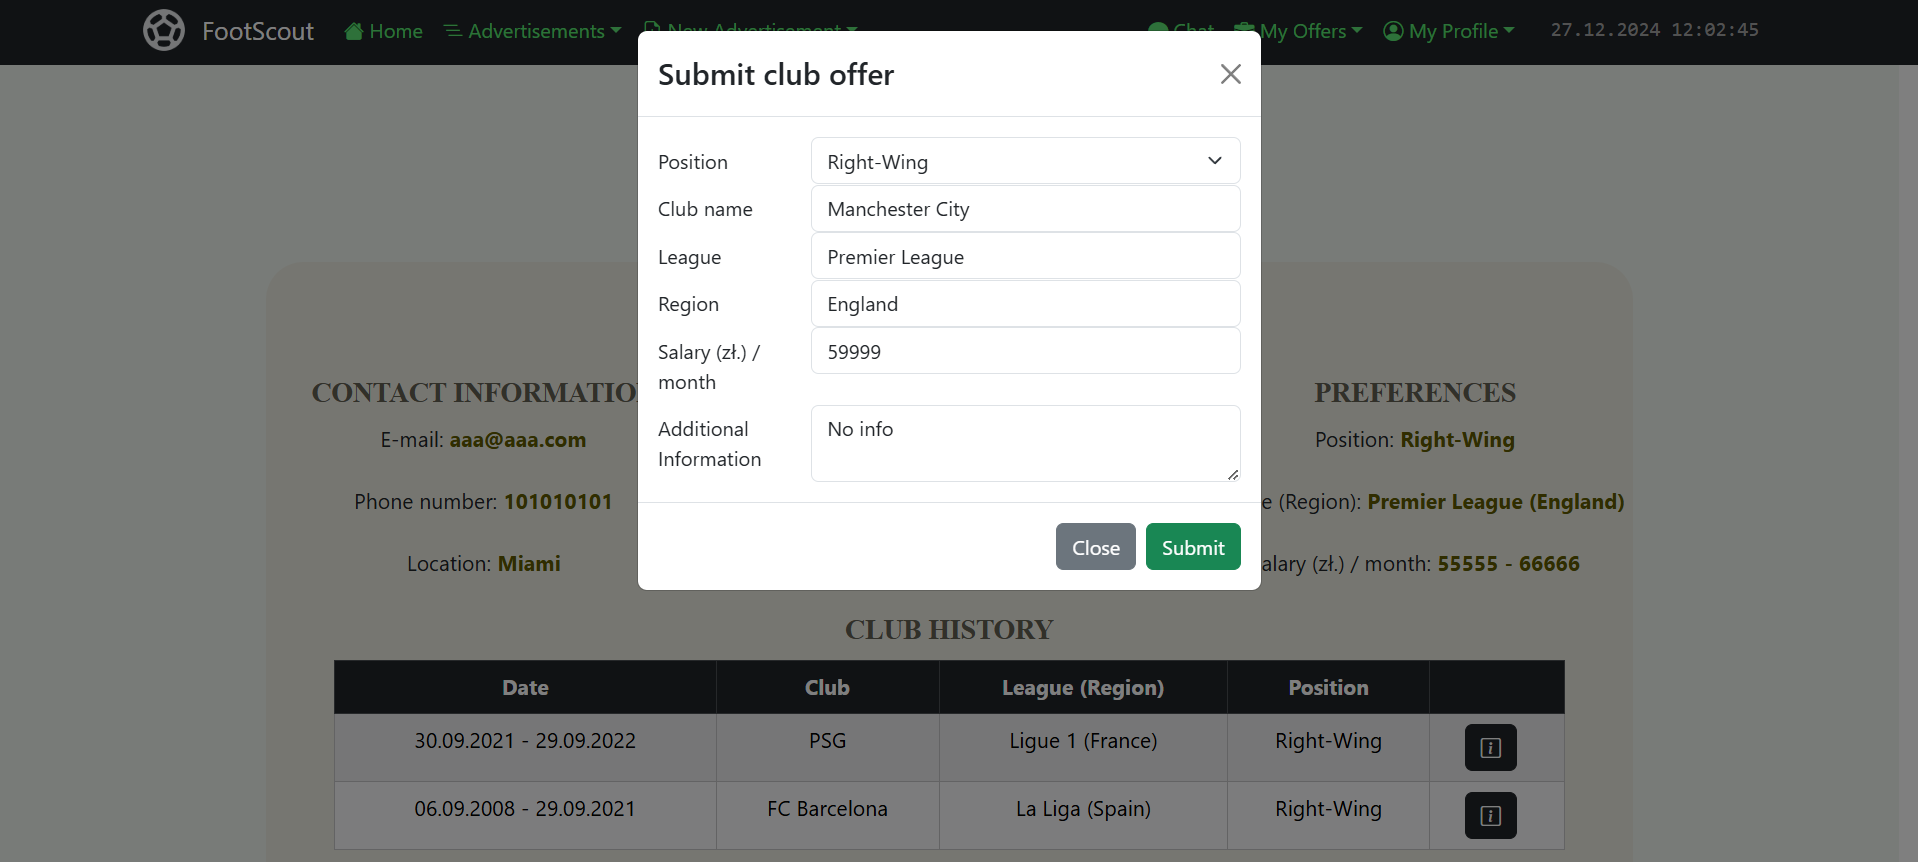 FootScout Home Advertisements New Advertisement Chat My Offers My Profile 27.12.2024 12:02:45
Submit club offer
Position Right-Wing
Club name Manchester City
League Premier League
Region England
Salary (zł.) / 59999
month
Additional No info
Information
Close Submit
CONTACT INFORMATIO
E-mail: aaa@aaa.com
Phone number: 101010101
Location: Miami
PREFERENCES
Position: Right-Wing
e (Region): Premier League (England)
alary (zł.) / month: 55555 - 66666
CLUB HISTORY
Date Club League (Region) Position
30.09.2021 - 29.09.2022 PSG Ligue 1 (France) Right-Wing
06.09.2008 - 29.09.2021 FC Barcelona La Liga (Spain) Right-Wing